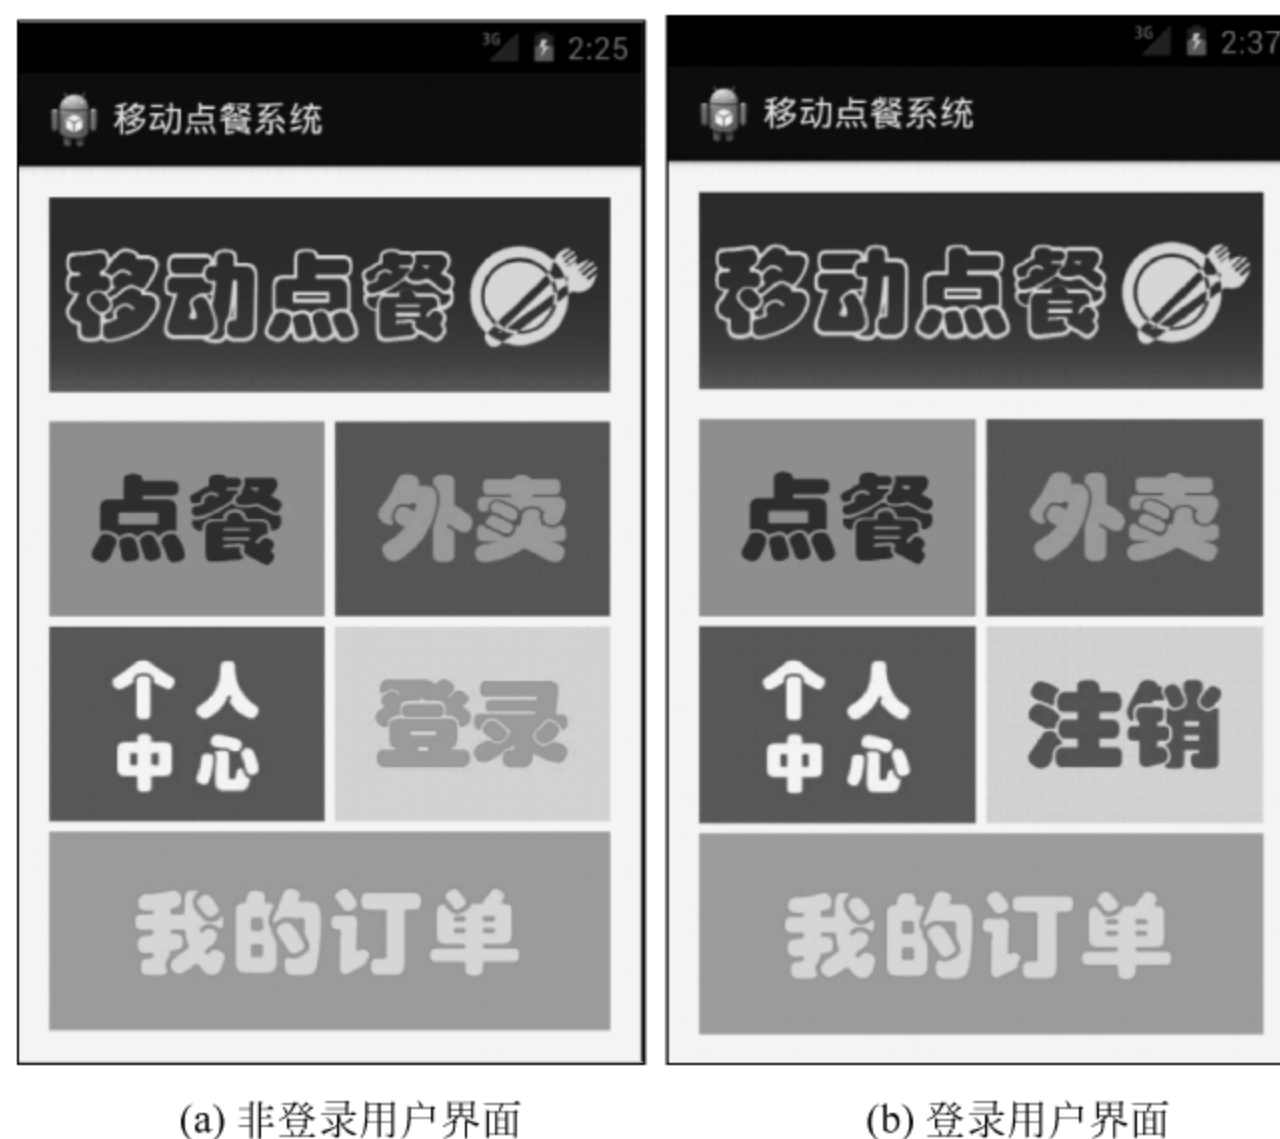 3G 2:25
移动点餐系统
移动点餐
点餐 外卖
个人
中心
登录
我的订单
(a) 非登录用户界面
3G 2:37
移动点餐系统
移动点餐
点餐 外卖
个人
中心
注销
我的订单
(b) 登录用户界面